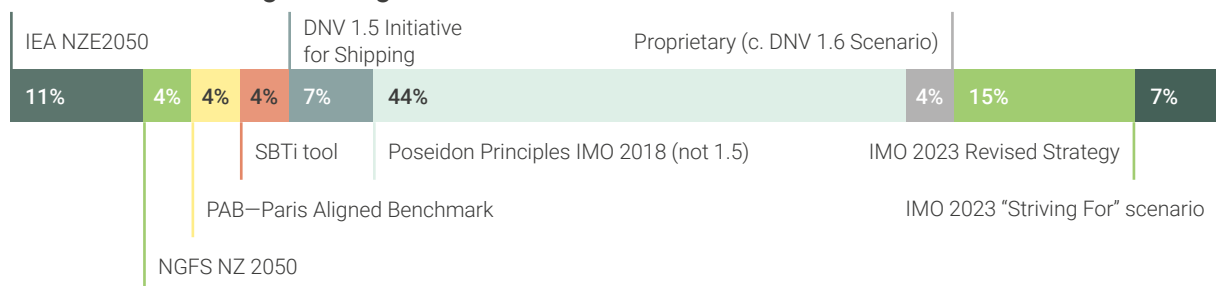 IEA NZE2050
DNV 1.5 Initiative
for Shipping
Proprietary (c. DNV 1.6 Scenario)
11%
4%
4%
4%
7%
44%
4%
15%
7%
SBTi tool
Poseidon Principles IMO 2018 (not 1.5)
IMO 2023 Revised Strategy
PAB—Paris Aligned Benchmark
IMO 2023 “Striving For” scenario
NGFS NZ 2050